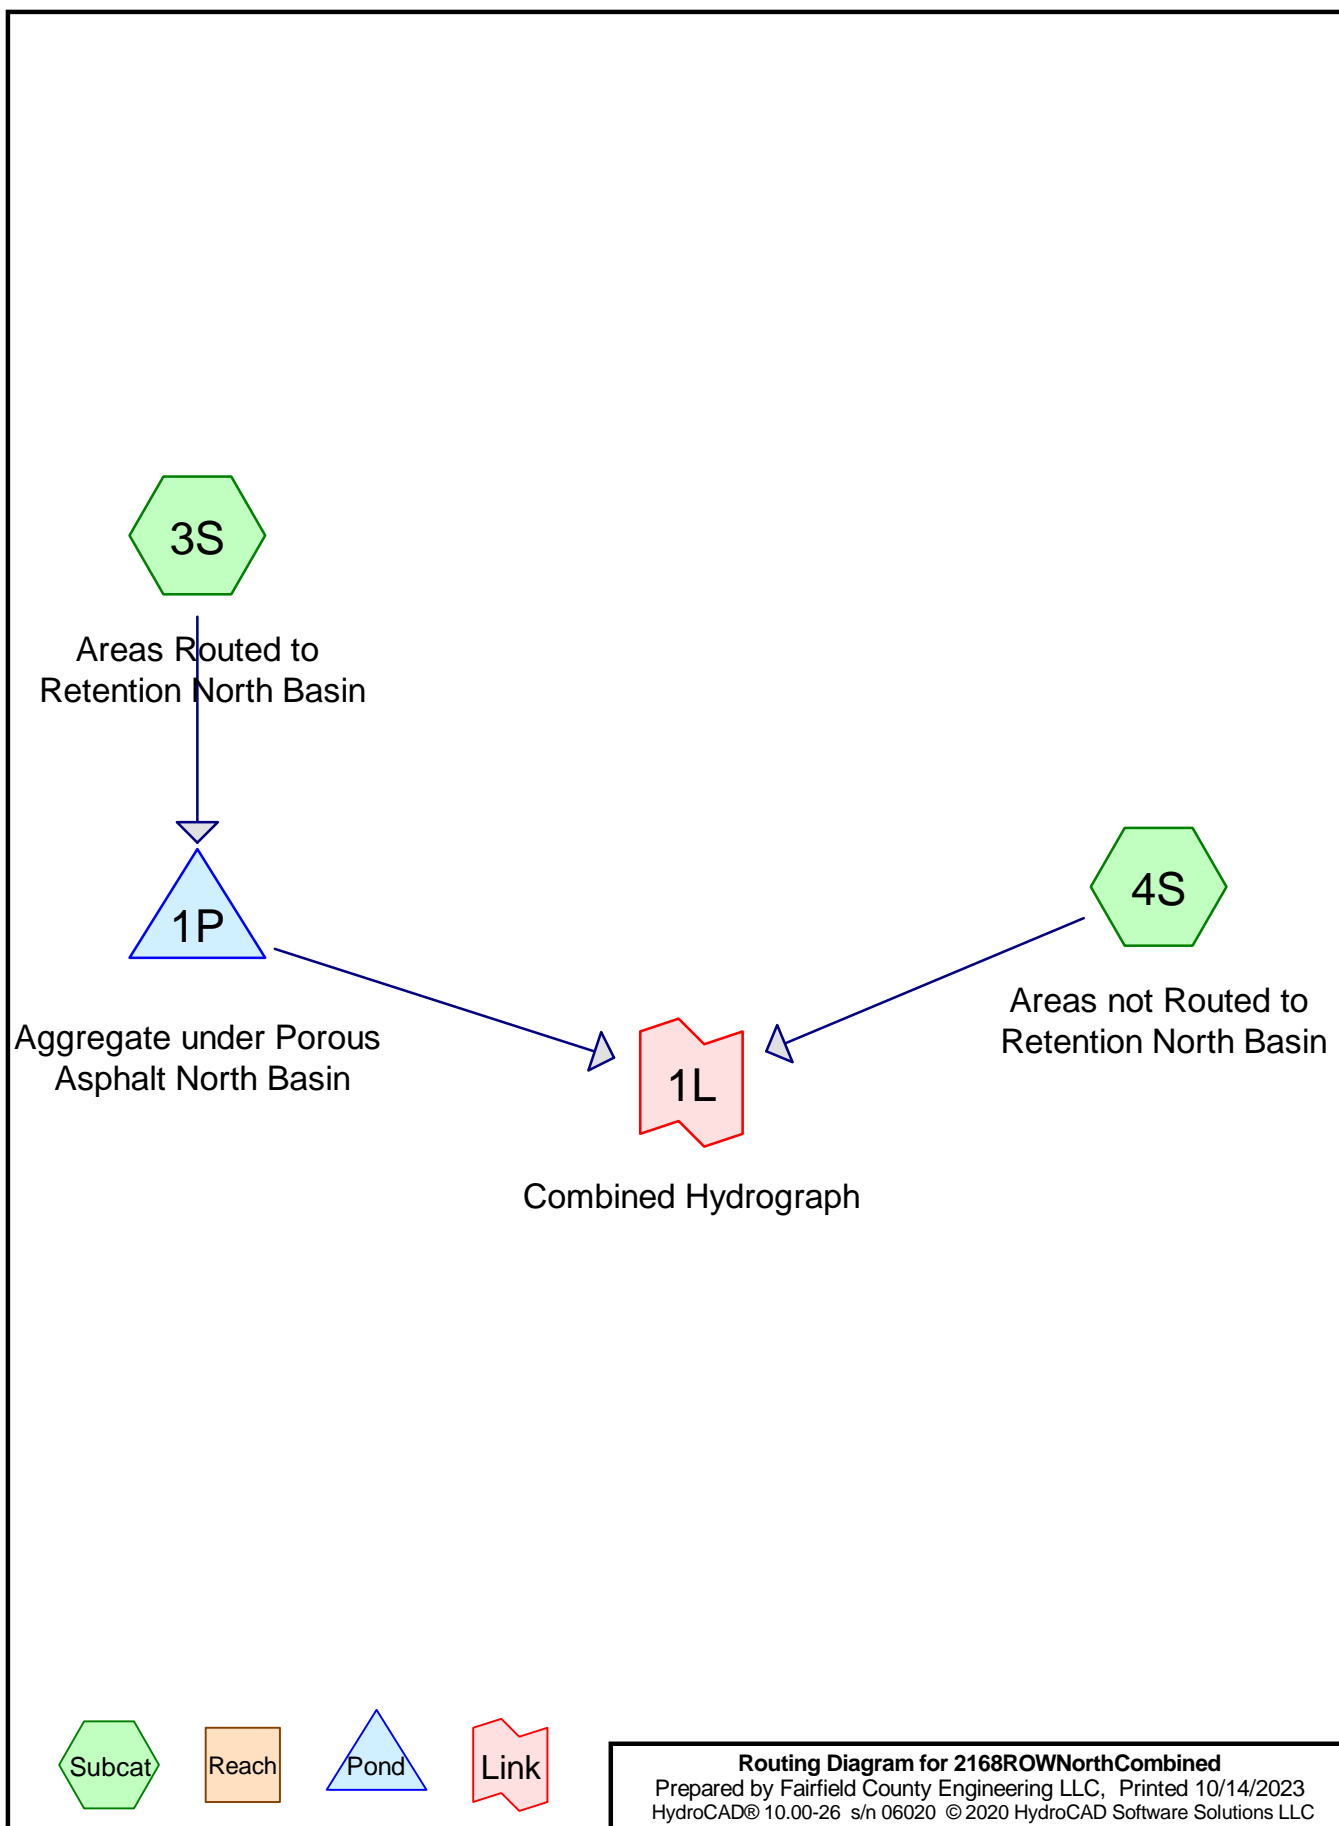 3S
Areas Routed to
Retention North Basin
1P
Aggregate under Porous
Asphalt North Basin
4S
Areas not Routed to
Retention North Basin
1L
Combined Hydrograph
Subcat
Reach
Pond
Link
Routing Diagram for 2168ROWNorthCombined
Prepared by Fairfield County Engineering LLC, Printed 10/14/2023
HydroCAD® 10.00-26 s/n 06020 © 2020 HydroCAD Software Solutions LLC